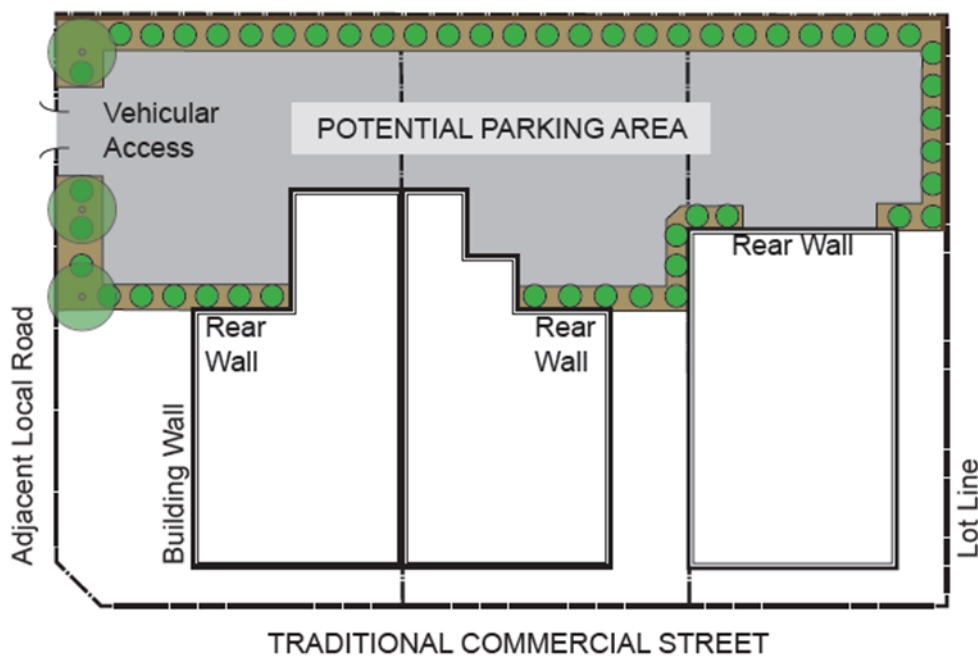 Vehicular
Access
POTENTIAL PARKING AREA
Rear Wall
Rear
Wall
Rear
Wall
Adjacent Local Road
Building Wall
Lot Line
TRADITIONAL COMMERCIAL STREET